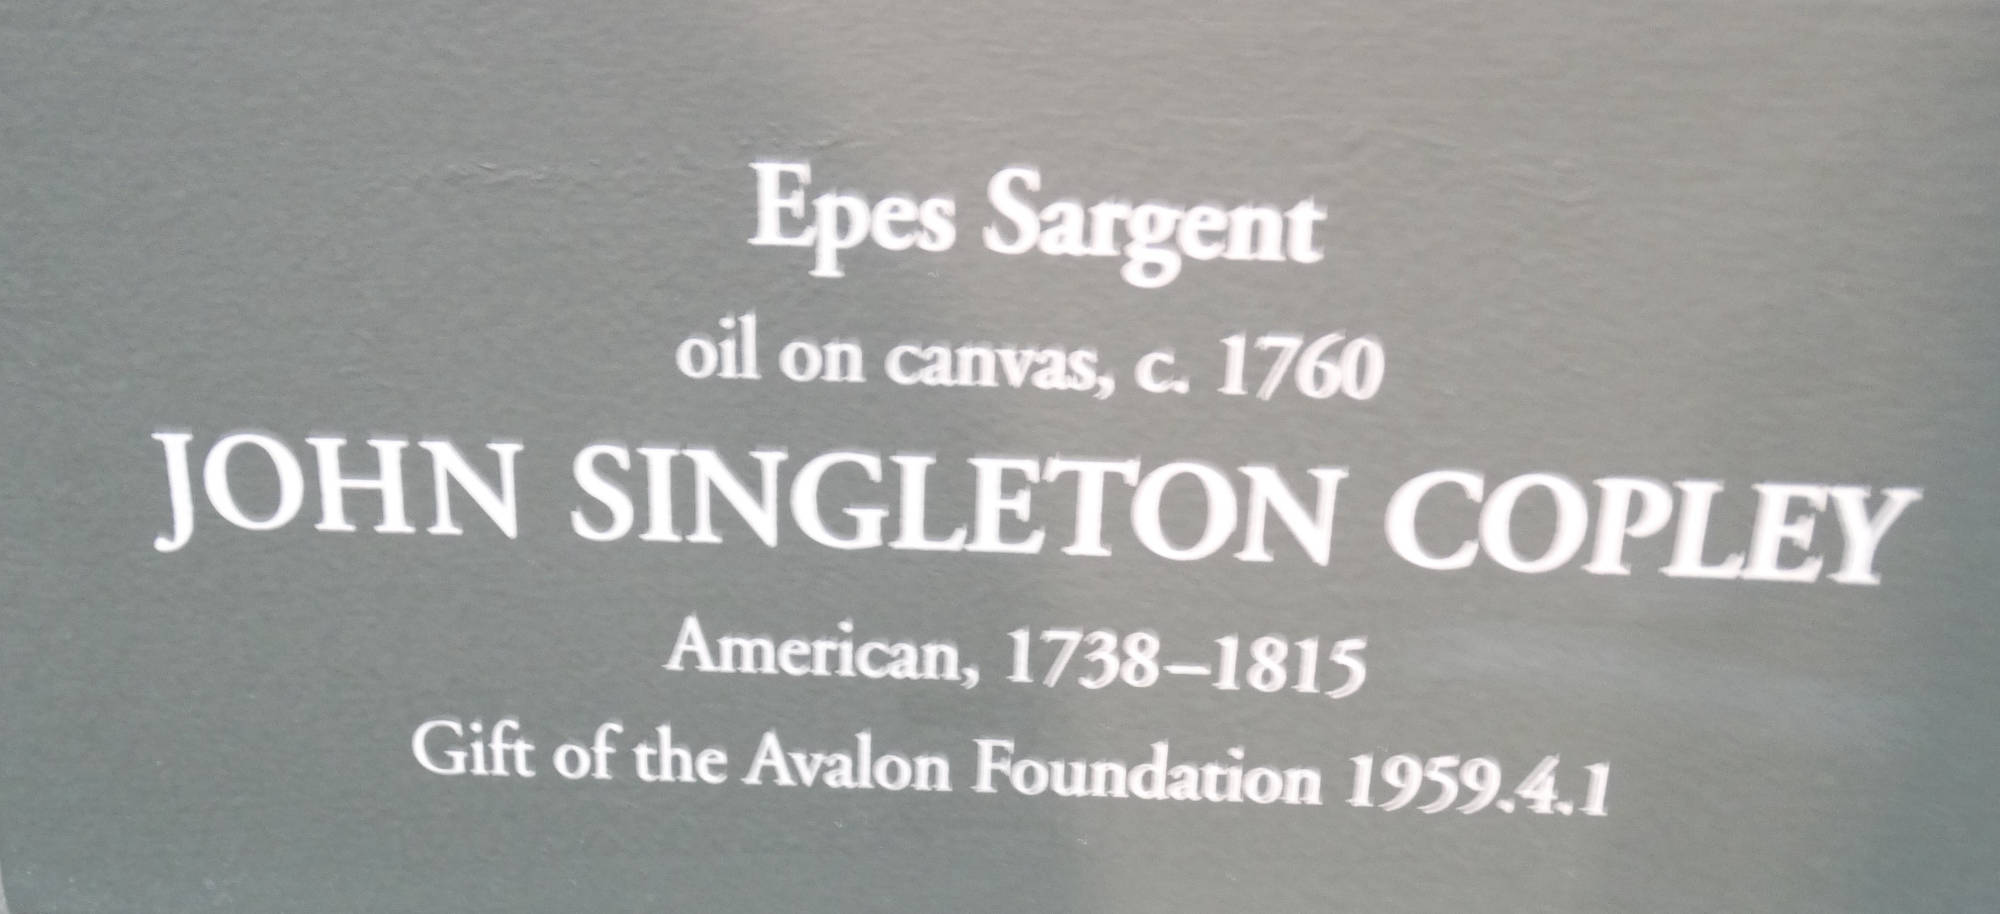 Epes Sargent
oil on canvas, c. 1760
JOHN SINGLETON COPLEY
American, 1738–1815
Gift of the Avalon Foundation 1959.4.1